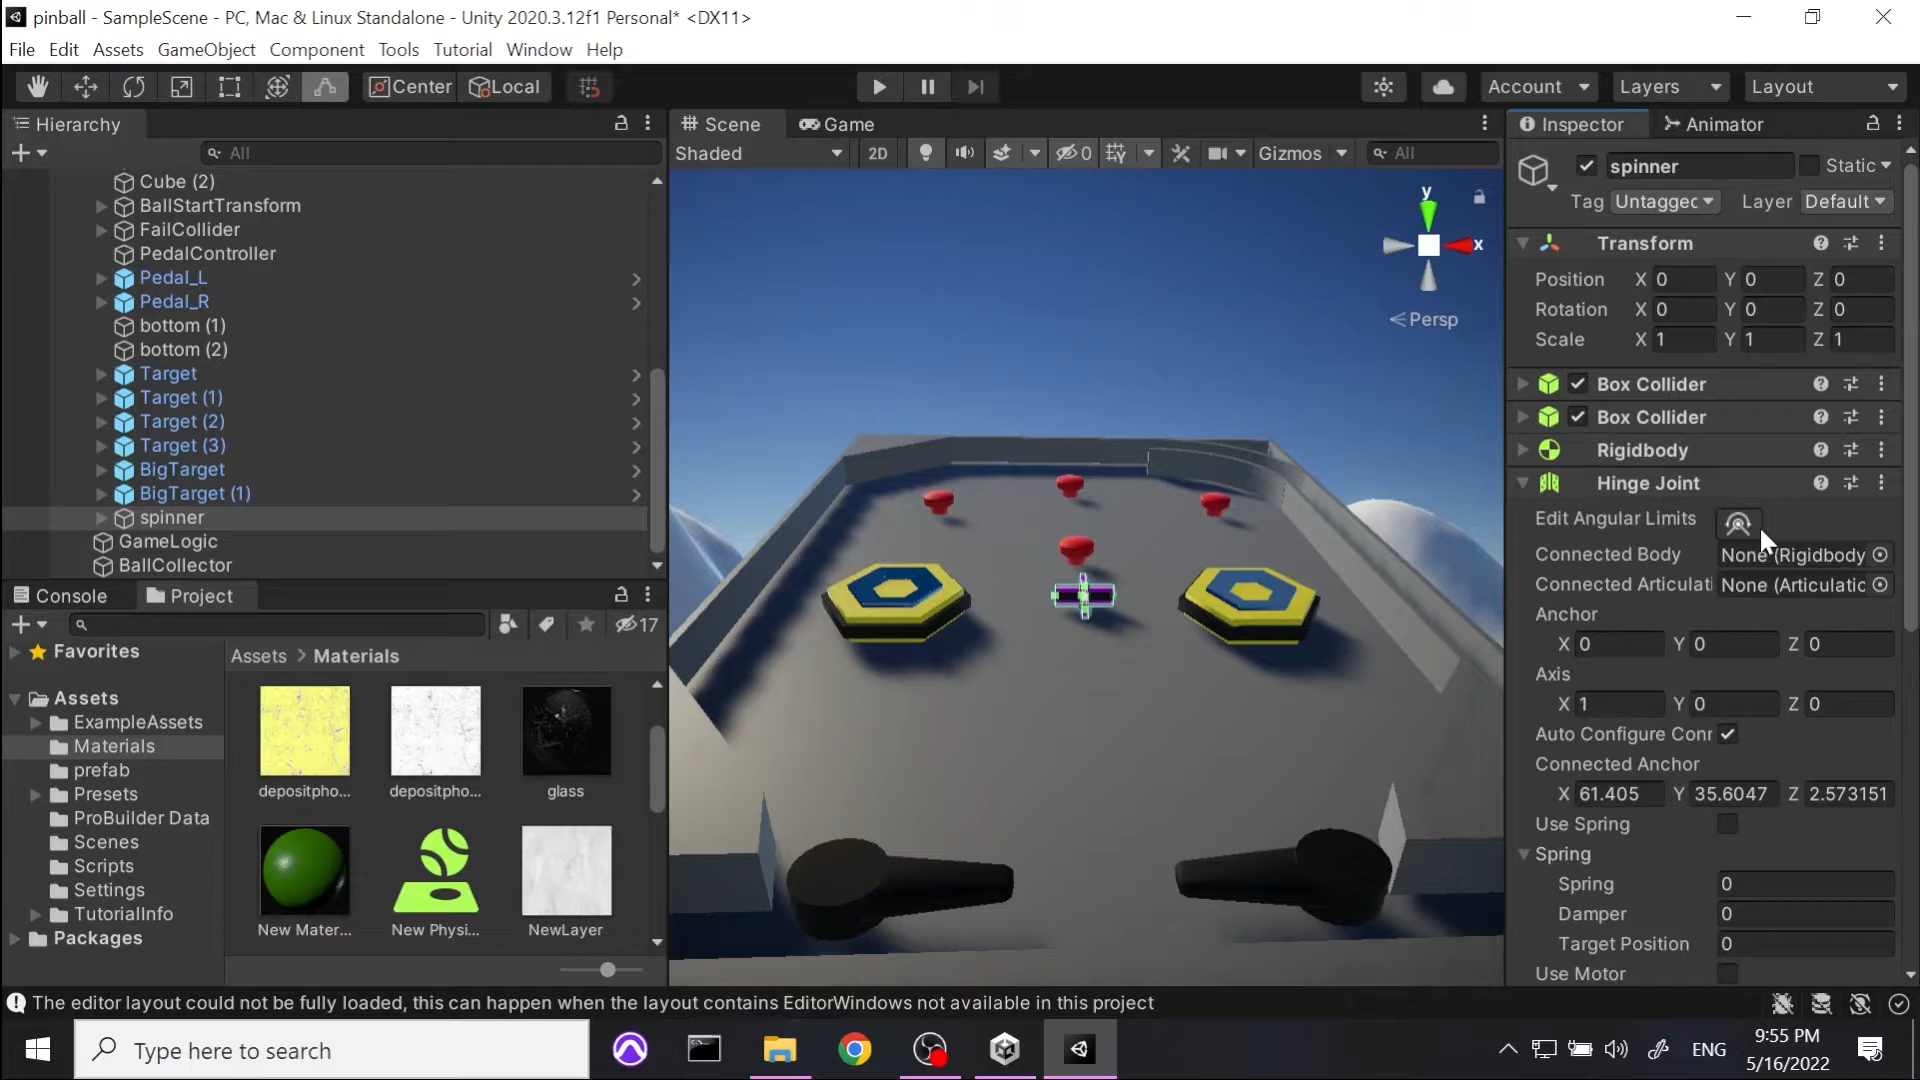 pinball - SampleScene - PC, Mac & Linux Standalone - Unity 2020.3.12f1 Personal* <DX11>
File Edit Assets GameObject Component Tools Tutorial Window Help
Center Local Account Layers Layout
Hierarchy
All
Cube (2)
BallStartTransform
FailCollider
PedalController
Pedal_L
Pedal_R
bottom (1)
bottom (2)
Target
Target (1)
Target (2)
Target (3)
BigTarget
BigTarget (1)
spinner
GameLogic
BallCollector
Console Project
17
Favorites
Assets
ExampleAssets
Materials
prefab
Presets
ProBuilder Data
Scenes
Scripts
Settings
TutorialInfo
Packages
Assets > Materials
depositpho... depositpho... glass
New Mater... New Physi... NewLayer
Scene Game
Shaded 2D 0 Gizmos All
y
x
Persp
Inspector Animator
spinner Static
Tag Untaggec Layer Default
Transform
Position X 0 Y 0 Z 0
Rotation X 0 Y 0 Z 0
Scale X 1 Y 1 Z 1
Box Collider
Box Collider
Rigidbody
Hinge Joint
Edit Angular Limits
Connected Body None (Rigidbody
Connected Articulati None (Articulatic
Anchor
X 0 Y 0 Z 0
Axis
X 1 Y 0 Z 0
Auto Configure Conr
Connected Anchor
X 61.405 Y 35.6047 Z 2.573151
Use Spring
Spring
Spring 0
Damper 0
Target Position 0
Use Motor
The editor layout could not be fully loaded, this can happen when the layout contains EditorWindows not available in this project
Type here to search
ENG
9:55 PM
5/16/2022